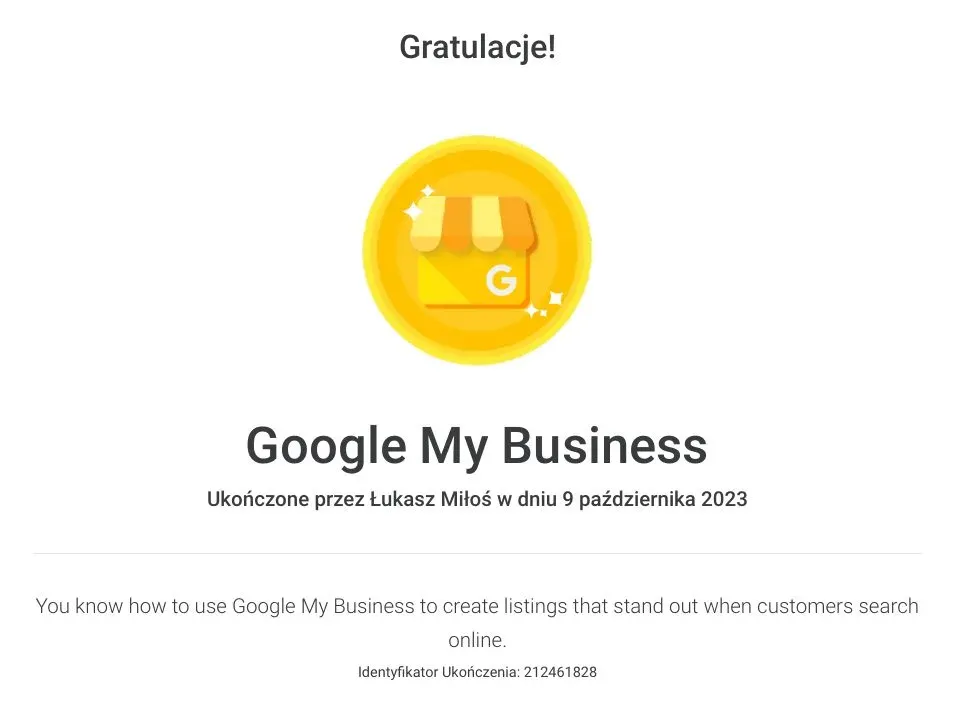 Gratulacje!
G
Google My Business
Ukończone przez Łukasz Miłoś w dniu 9 października 2023
You know how to use Google My Business to create listings that stand out when customers search
online.
Identyfikator Ukończenia: 212461828